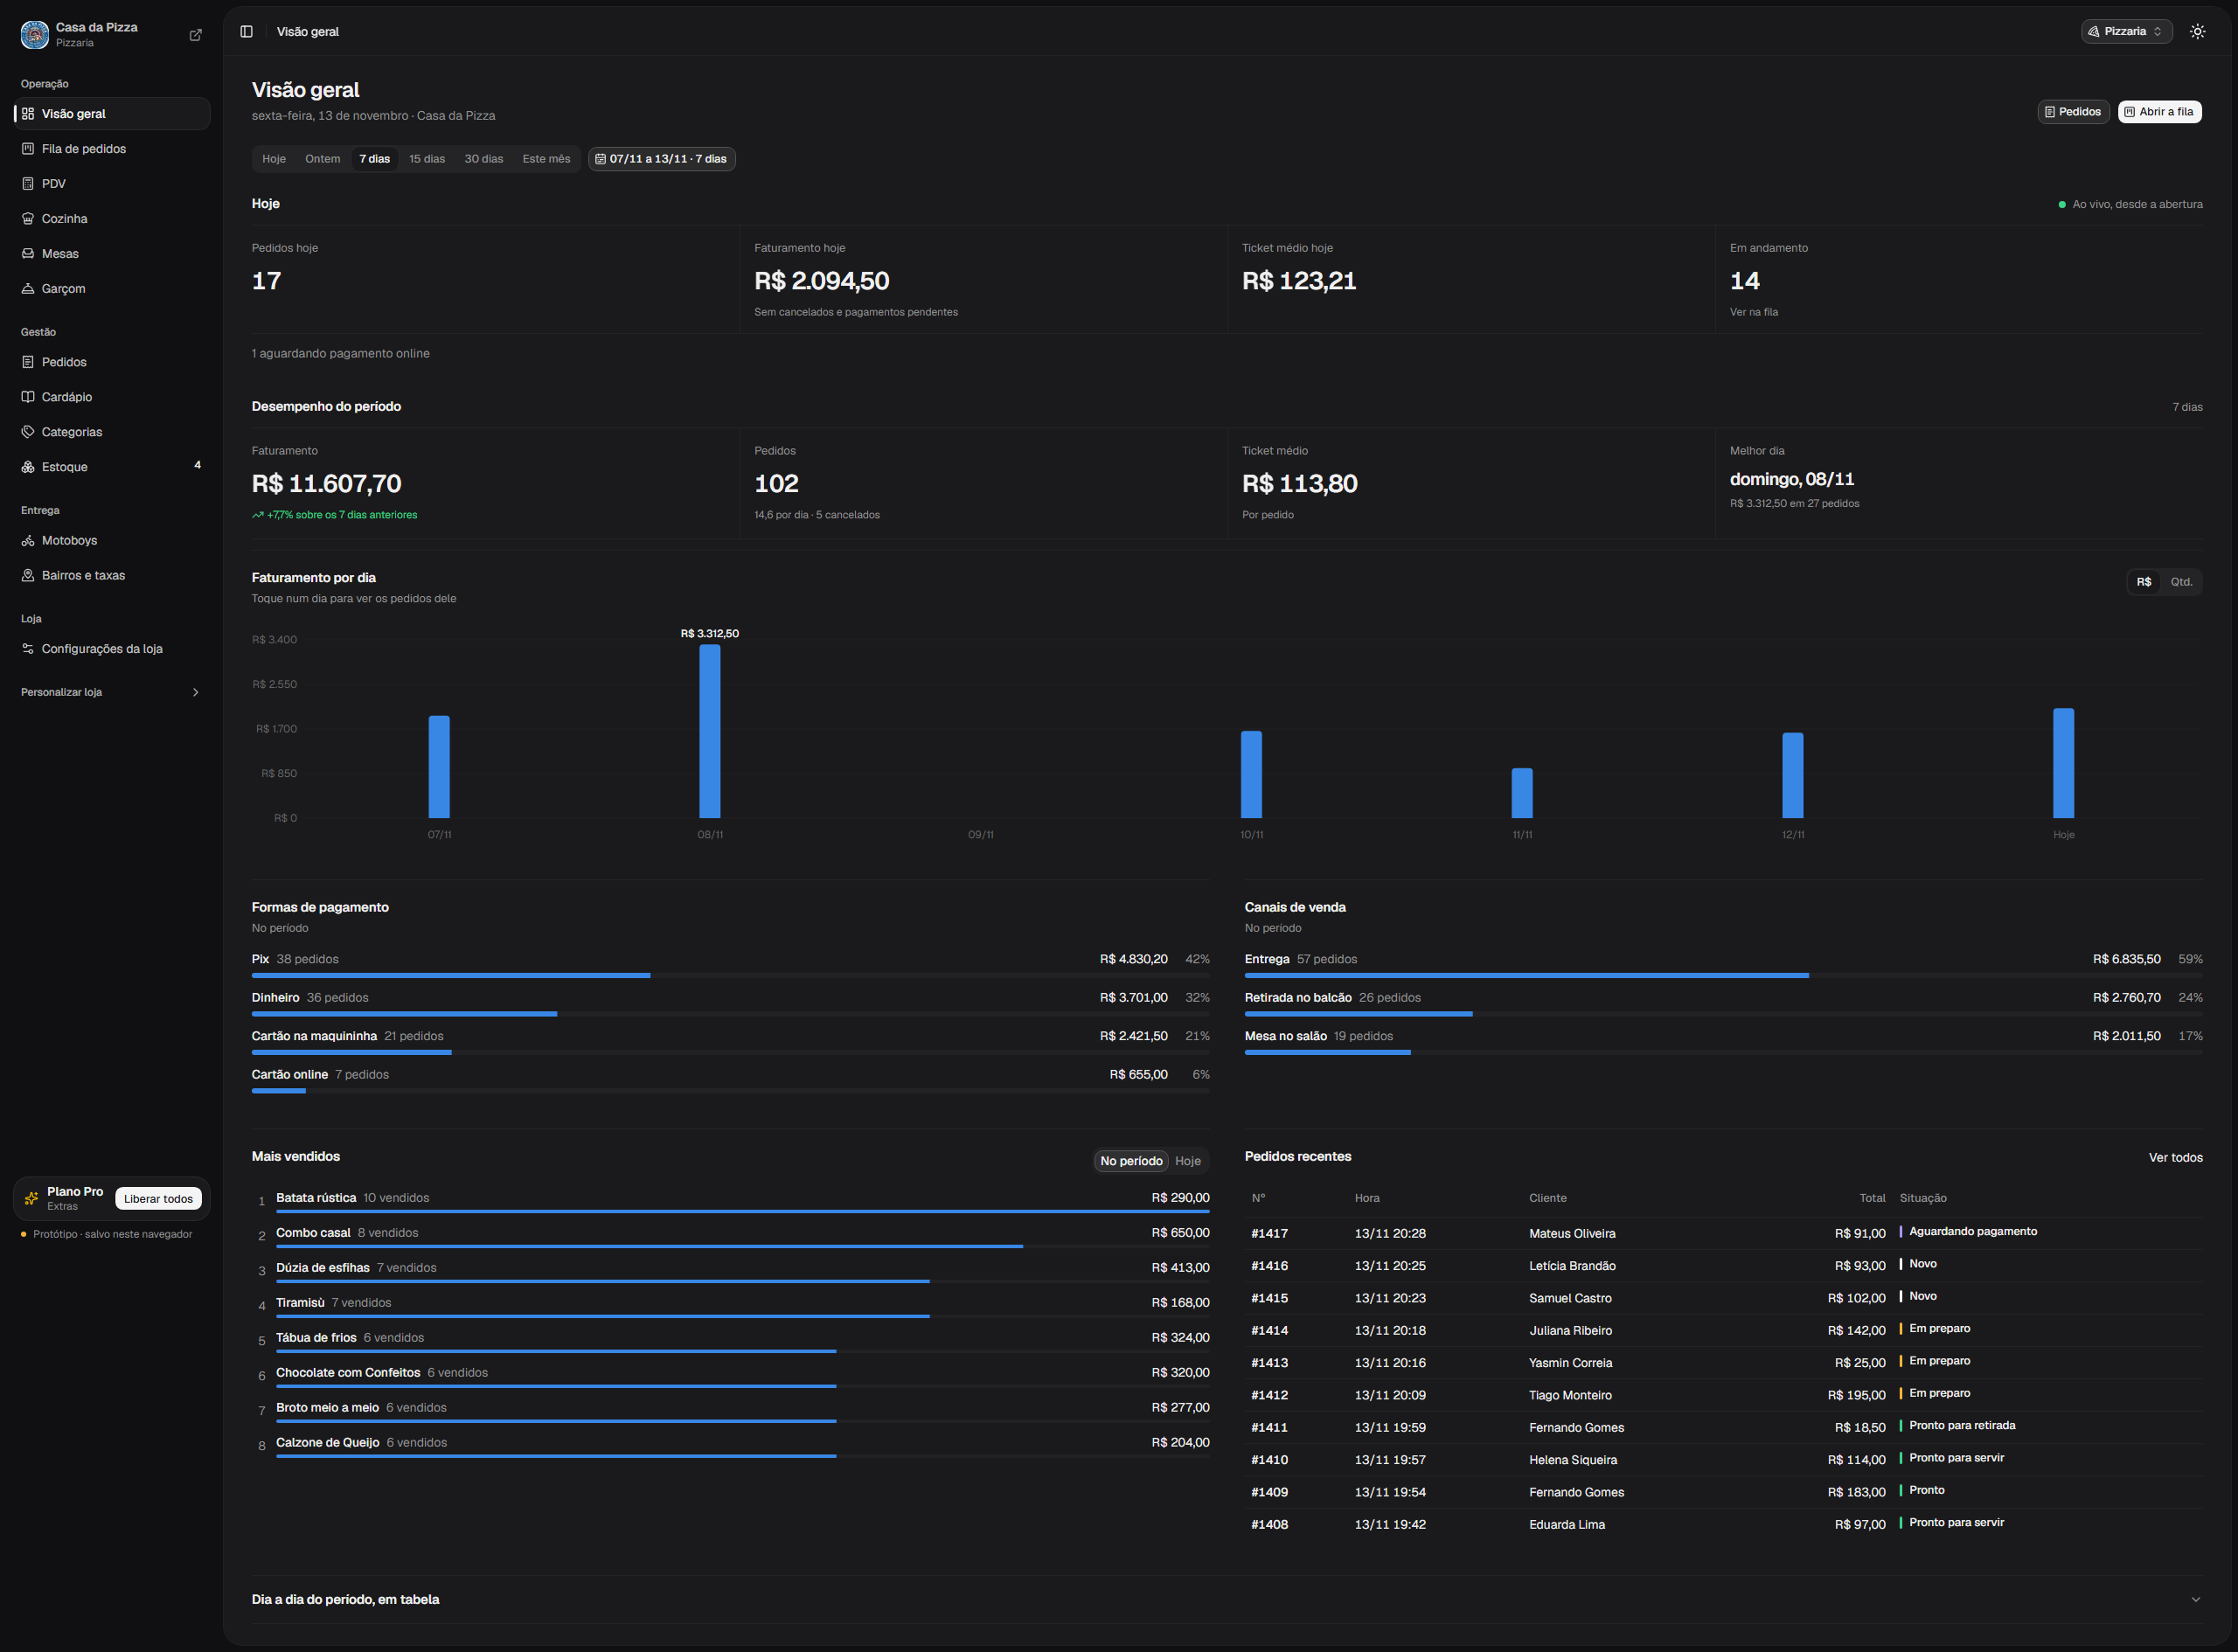 Casa da Pizza
Pizzaria
Operação
Visão geral
Fila de pedidos
PDV
Cozinha
Mesas
Garçom
Gestão
Pedidos
Cardápio
Categorias
Estoque 4
Entrega
Motoboys
Bairros e taxas
Loja
Configurações da loja
Personalizar loja
Plano Pro
Extras
Liberar todos
Protótipo · salvo neste navegador
Visão geral
Pizzaria
Visão geral
sexta-feira, 13 de novembro · Casa da Pizza
Pedidos
Abrir a fila
Hoje Ontem 7 dias 15 dias 30 dias Este mês 07/11 a 13/11 · 7 dias
Hoje
Ao vivo, desde a abertura
Pedidos hoje
17
Faturamento hoje
R$ 2.094,50
Sem cancelados e pagamentos pendentes
Ticket médio hoje
R$ 123,21
Em andamento
14
Ver na fila
1 aguardando pagamento online
Desempenho do período
7 dias
Faturamento
R$ 11.607,70
+7,7% sobre os 7 dias anteriores
Pedidos
102
14,6 por dia · 5 cancelados
Ticket médio
R$ 113,80
Por pedido
Melhor dia
domingo, 08/11
R$ 3.312,50 em 27 pedidos
Faturamento por dia
Toque num dia para ver os pedidos dele
R$ Qtd.
R$ 3.312,50
R$ 3.400
R$ 2.550
R$ 1.700
R$ 850
R$ 0
07/11 08/11 09/11 10/11 11/11 12/11 Hoje
Formas de pagamento
No período
Pix 38 pedidos R$ 4.830,20 42%
Dinheiro 36 pedidos R$ 3.701,00 32%
Cartão na maquininha 21 pedidos R$ 2.421,50 21%
Cartão online 7 pedidos R$ 655,00 6%
Canais de venda
No período
Entrega 57 pedidos R$ 6.835,50 59%
Retirada no balcão 26 pedidos R$ 2.760,70 24%
Mesa no salão 19 pedidos R$ 2.011,50 17%
Mais vendidos
No período Hoje
1 Batata rústica 10 vendidos R$ 290,00
2 Combo casal 8 vendidos R$ 650,00
3 Dúzia de esfihas 7 vendidos R$ 413,00
4 Tiramisù 7 vendidos R$ 168,00
5 Tábua de frios 6 vendidos R$ 324,00
6 Chocolate com Confeitos 6 vendidos R$ 320,00
7 Broto meio a meio 6 vendidos R$ 277,00
8 Calzone de Queijo 6 vendidos R$ 204,00
Pedidos recentes
Ver todos
Nº Hora Cliente Total Situação
#1417 13/11 20:28 Mateus Oliveira R$ 91,00 Aguardando pagamento
#1416 13/11 20:25 Letícia Brandão R$ 93,00 Novo
#1415 13/11 20:23 Samuel Castro R$ 102,00 Novo
#1414 13/11 20:18 Juliana Ribeiro R$ 142,00 Em preparo
#1413 13/11 20:16 Yasmin Correia R$ 25,00 Em preparo
#1412 13/11 20:09 Tiago Monteiro R$ 195,00 Em preparo
#1411 13/11 19:59 Fernando Gomes R$ 18,50 Pronto para retirada
#1410 13/11 19:57 Helena Siqueira R$ 114,00 Pronto para servir
#1409 13/11 19:54 Fernando Gomes R$ 183,00 Pronto
#1408 13/11 19:42 Eduarda Lima R$ 97,00 Pronto para servir
Dia a dia do período, em tabela